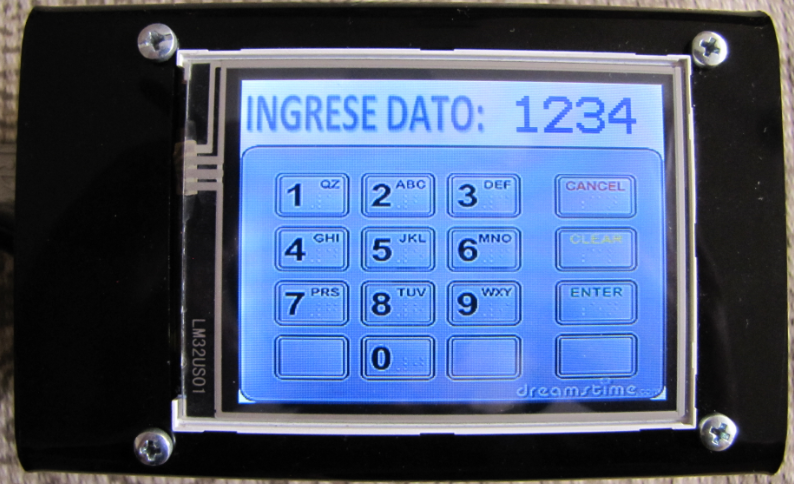 INGRESE DATO: 1234
1 QZ 2 ABC 3 DEF CANCEL
4 GHI 5 JKL 6 MNO CLEAR
7 PRS 8 TUV 9 WXY ENTER
0
dreamstime.com
LM32US01